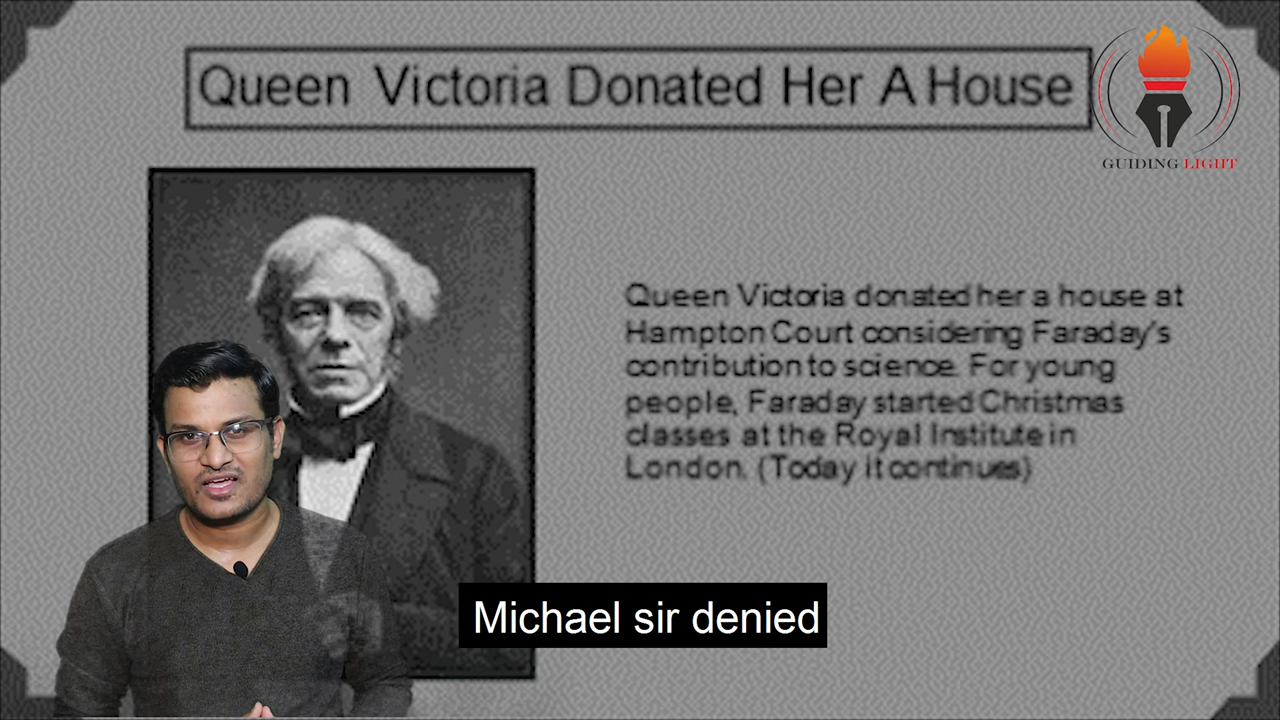 Queen Victoria Donated Her A House
GUIDING LIGHT
Queen Victoria donated her a house at
Hampton Court considering Faraday's
contribution to science. For young
people, Faraday started Christmas
classes at the Royal Institute in
London. (Today it continues)
Michael sir denied